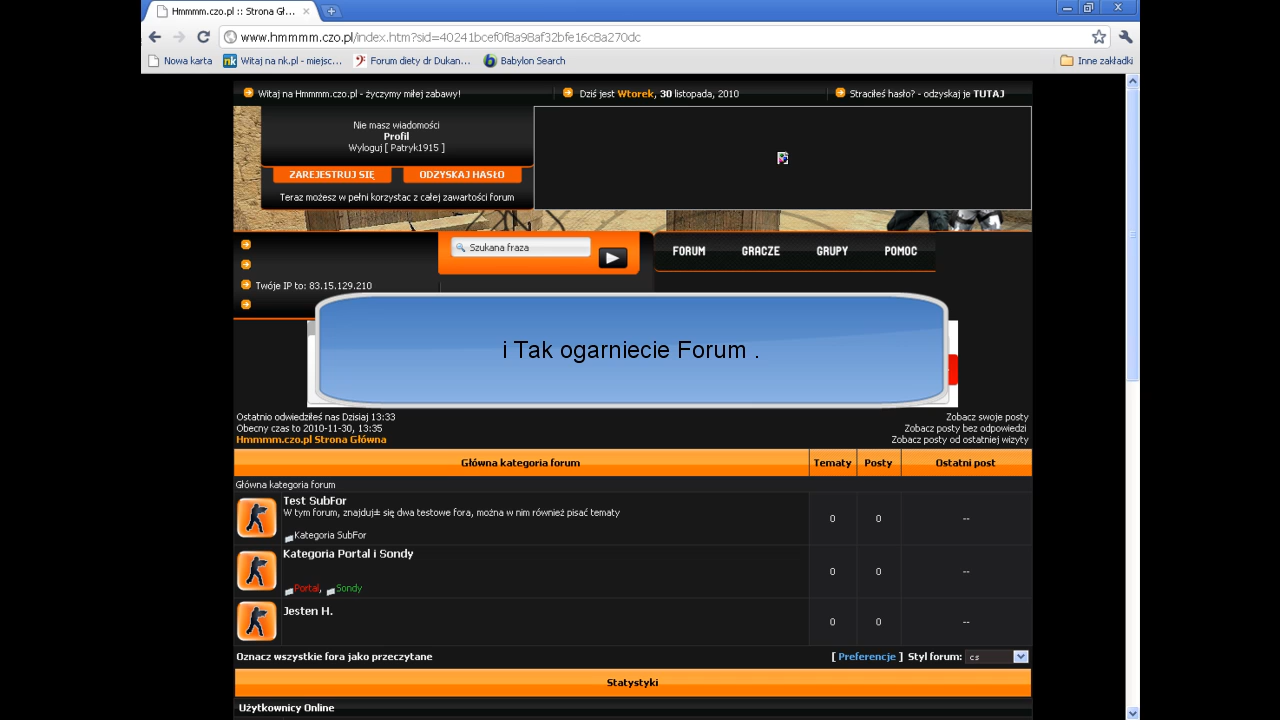 Hmmmm.czo.pl :: Strona Gł...
www.hmmmm.czo.pl/index.htm?sid=40241bcef0f8a98af32bfe16c8a270dc
Nowa karta
nk Witaj na nk.pl - miejsc...
Forum diety dr Dukan...
Babylon Search
Inne zakładki
Witaj na Hmmmm.czo.pl - życzymy miłej zabawy!
Dziś jest Wtorek, 30 listopada, 2010
Straciłeś hasło? - odzyskaj je TUTAJ
Nie masz wiadomości
Profil
Wyloguj [ Patryk1915 ]
ZAREJESTRUJ SIĘ
ODZYSKAJ HASŁO
Teraz możesz w pełni korzystac z całej zawartości forum
Szukana fraza
FORUM
GRACZE
GRUPY
POMOC
Twóje IP to: 83.15.129.210
i Tak ogarniecie Forum .
Ostatnio odwiedziłeś nas Dzisiaj 13:33
Obecny czas to 2010-11-30, 13:35
Hmmmm.czo.pl Strona Główna
Zobacz swoje posty
Zobacz posty bez odpowiedzi
Zobacz posty od ostatniej wizyty
Główna kategoria forum
Tematy
Posty
Ostatni post
Główna kategoria forum
Test SubFor
W tym forum, znajduj± się dwa testowe fora, można w nim również pisać tematy
Kategoria SubFor
0
0
--
Kategoria Portal i Sondy
Portal, Sondy
0
0
--
Jesten H.
0
0
--
Oznacz wszystkie fora jako przeczytane
[ Preferencje ] Styl forum: cs
Statystyki
Użytkownicy Online